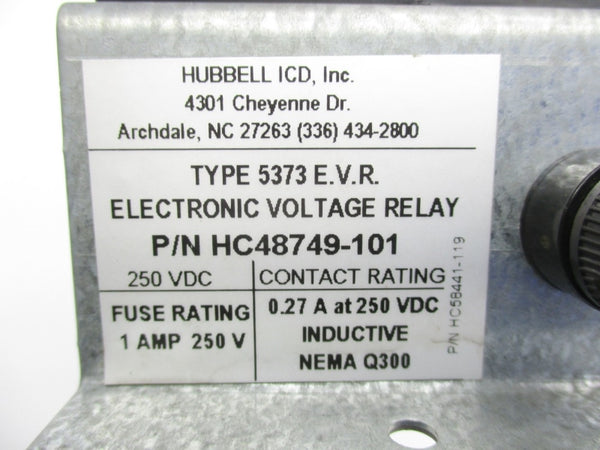 HUBBELL ICD, Inc.
4301 Cheyenne Dr.
Archdale, NC 27263 (336) 434-2800
TYPE 5373 E.V.R.
ELECTRONIC VOLTAGE RELAY
P/N HC48749-101
250 VDC
FUSE RATING
1 AMP 250 V
CONTACT RATING
0.27 A at 250 VDC
INDUCTIVE
NEMA Q300
P/N HC58441-119